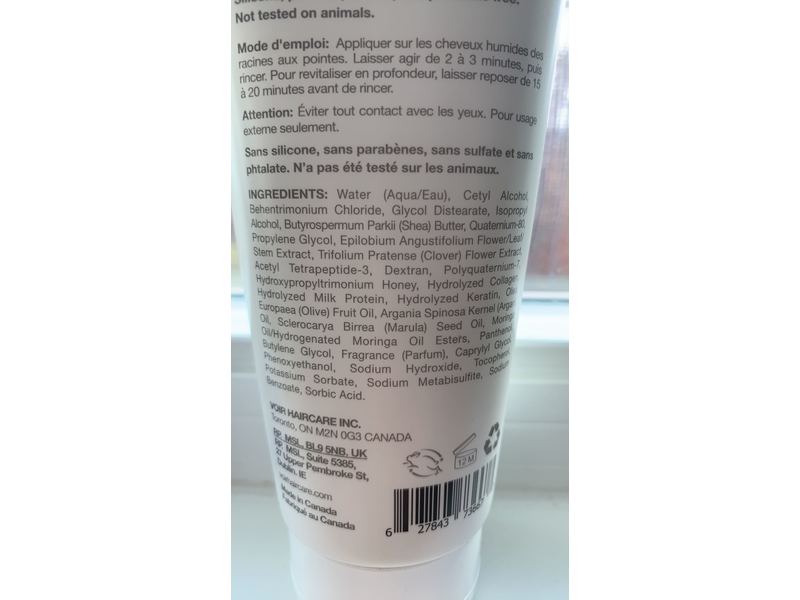 Not tested on animals.
Mode d'emploi: Appliquer sur les cheveux humides des
racines aux pointes. Laisser agir de 2 à 3 minutes, puis
rincer. Pour revitaliser en profondeur, laisser reposer de 15
à 20 minutes avant de rincer.
Attention: Éviter tout contact avec les yeux. Pour usage
externe seulement.
Sans silicone, sans parabènes, sans sulfate et sans
phtalate. N'a pas été testé sur les animaux.
INGREDIENTS: Water (Aqua/Eau), Cetyl Alcohol,
Behentrimonium Chloride, Glycol Distearate, Isopropyl
Alcohol, Butyrospermum Parkii (Shea) Butter, Quaternium-80,
Propylene Glycol, Epilobium Angustifolium Flower/Leaf/
Stem Extract, Trifolium Pratense (Clover) Flower Extract,
Acetyl Tetrapeptide-3, Dextran, Polyquaternium-7,
Hydroxypropyltrimonium Honey, Hydrolyzed Collagen,
Hydrolyzed Milk Protein, Hydrolyzed Keratin, Olea
Europaea (Olive) Fruit Oil, Argania Spinosa Kernel (Argan)
Oil, Sclerocarya Birrea (Marula) Seed Oil, Moringa
Oil/Hydrogenated Moringa Oil Esters, Panthenol,
Butylene Glycol, Fragrance (Parfum), Caprylyl Glycol,
Phenoxyethanol, Sodium Hydroxide, Tocopherol,
Potassium Sorbate, Sodium Metabisulfite, Sodium
Benzoate, Sorbic Acid.
VOIR HAIRCARE INC.
Toronto, ON M2N 0G3 CANADA
RP. MSL, BL9 5NB, UK
RP. MSL, Suite 5385,
27 Upper Pembroke St,
Dublin. IE
voirhaircare.com
Made in Canada
Fabriqué au Canada
12 M
6 27843